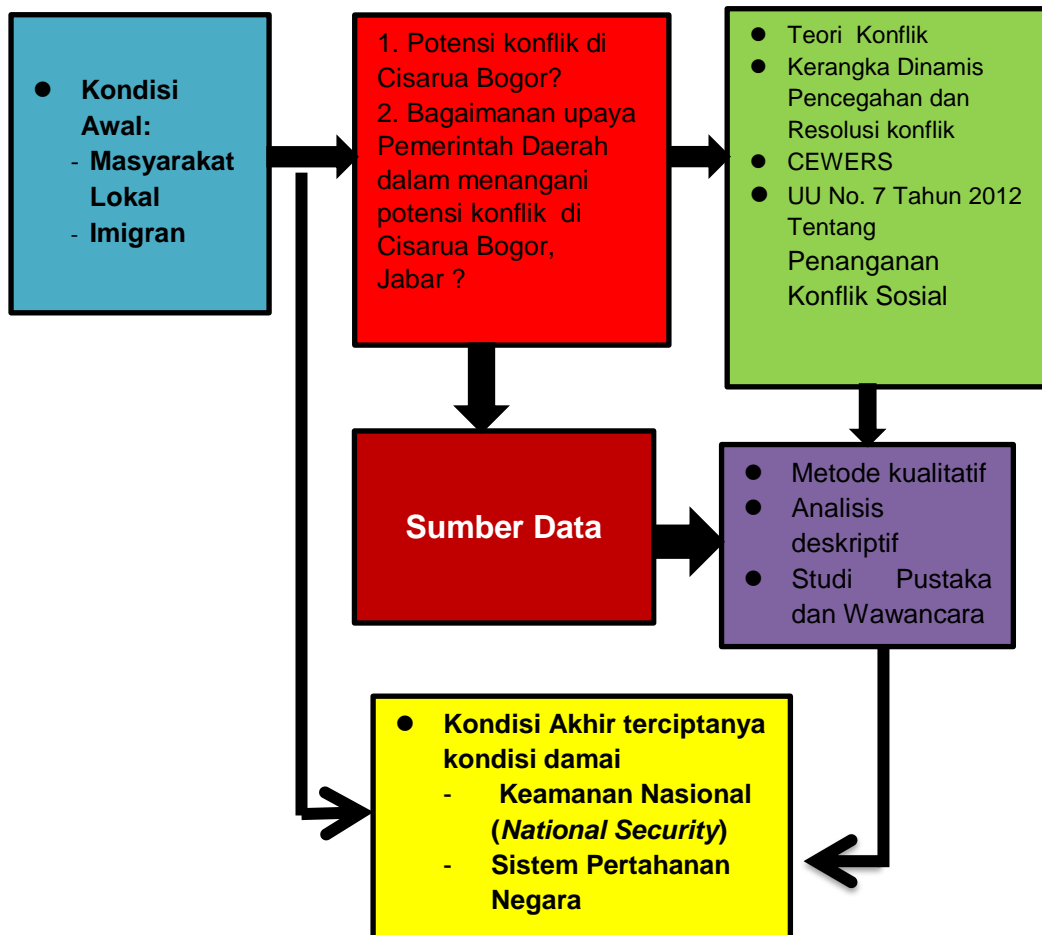 ● Kondisi
Awal:
- Masyarakat
Lokal
- Imigran
1. Potensi konflik di
Cisarua Bogor?
2. Bagaimanan upaya
Pemerintah Daerah
dalam menangani
potensi konflik di
Cisarua Bogor,
Jabar ?
● Teori Konflik
● Kerangka Dinamis
Pencegahan dan
Resolusi konflik
● CEWERS
● UU No. 7 Tahun 2012
Tentang
Penanganan
Konflik Sosial
Sumber Data
● Metode kualitatif
● Analisis
deskriptif
● Studi Pustaka
dan Wawancara
● Kondisi Akhir terciptanya
kondisi damai
- Keamanan Nasional
(National Security)
- Sistem Pertahanan
Negara